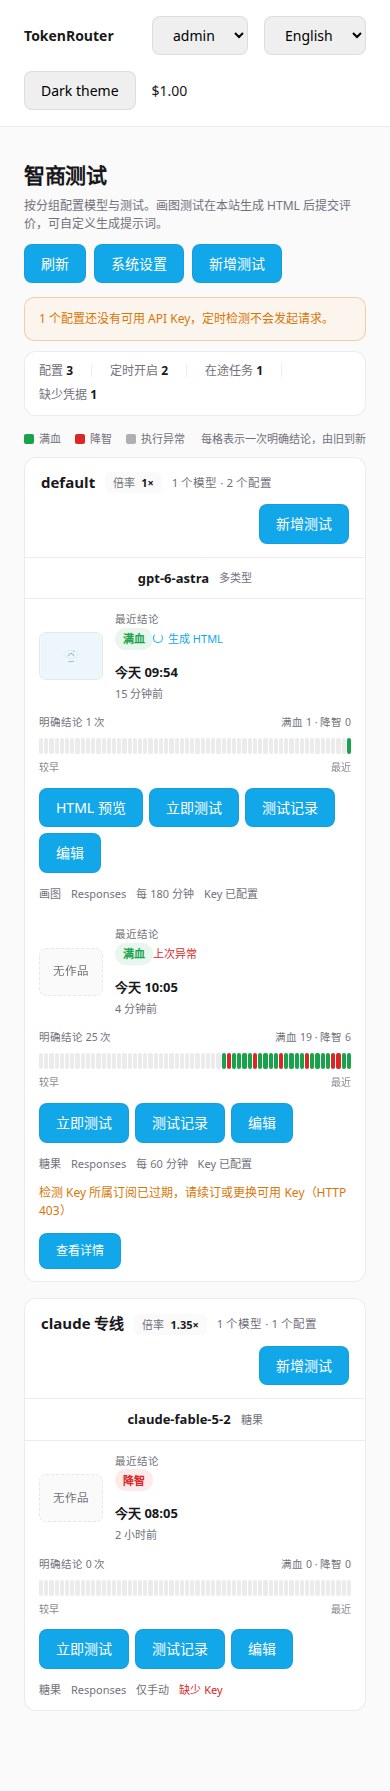 TokenRouter admin English
Dark theme $1.00
智商测试
按分组配置模型与测试。画图测试在本站生成 HTML 后提交评
价，可自定义生成提示词。
刷新 系统设置 新增测试
1 个配置还没有可用 API Key，定时检测不会发起请求。
配置 3 定时开启 2 在途任务 1
缺少凭据 1
满血 降智 执行异常 每格表示一次明确结论，由旧到新
default 倍率 1× 1 个模型 · 2 个配置
新增测试
gpt-6-astra 多类型
最近结论
满血 生成 HTML
今天 09:54
15 分钟前
明确结论 1 次 满血 1 · 降智 0
较早 最近
HTML 预览 立即测试 测试记录
编辑
画图 Responses 每 180 分钟 Key 已配置
最近结论
无作品 满血 上次异常
今天 10:05
4 分钟前
明确结论 25 次 满血 19 · 降智 6
较早 最近
立即测试 测试记录 编辑
糖果 Responses 每 60 分钟 Key 已配置
检测 Key 所属订阅已过期，请续订或更换可用 Key（HTTP
403）
查看详情
claude 专线 倍率 1.35× 1 个模型 · 1 个配置
新增测试
claude-fable-5-2 糖果
最近结论
无作品 降智
今天 08:05
2 小时前
明确结论 0 次 满血 0 · 降智 0
较早 最近
立即测试 测试记录 编辑
糖果 Responses 仅手动 缺少 Key